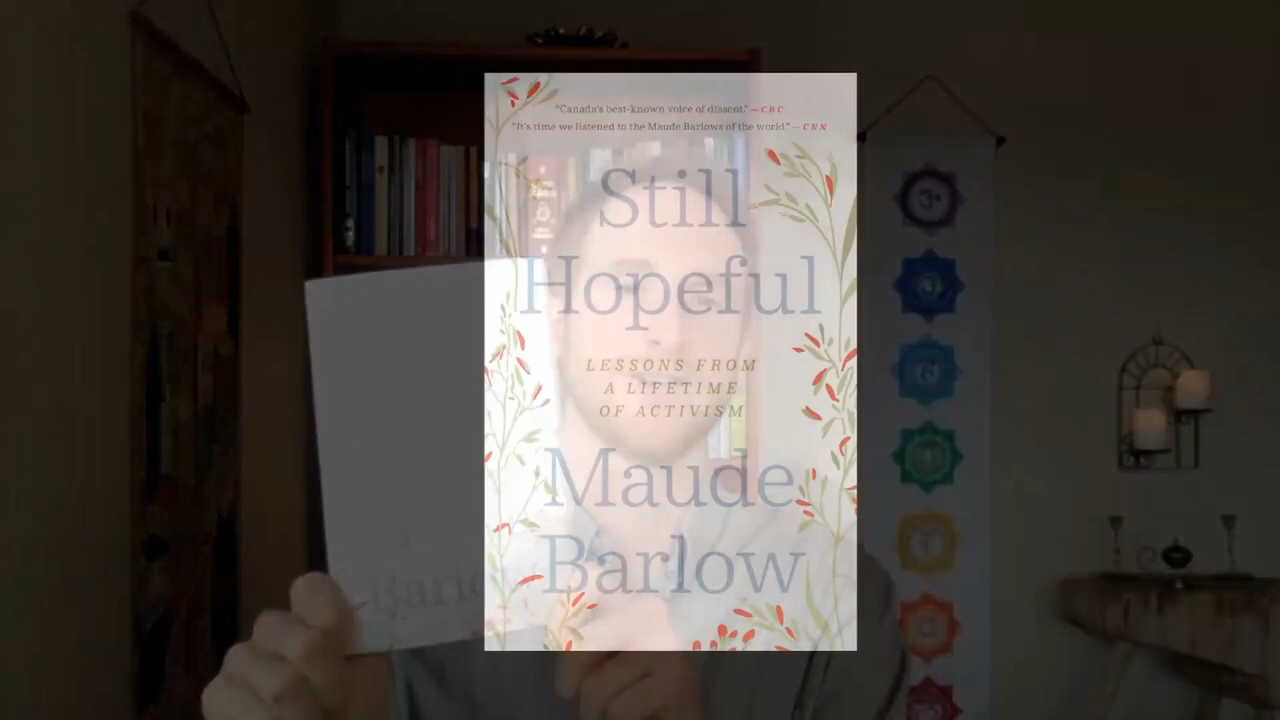 "Canada's best-known voice of dissent." — CBC
"It's time we listened to the Maude Barlows of the world." — CNN
Still
Hopeful
LESSONS FROM
A LIFETIME
OF ACTIVISM
Maude
Barlow